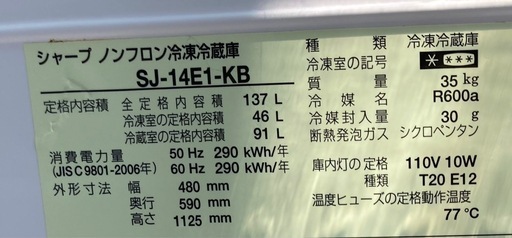 シャープ ノンフロン冷凍冷蔵庫
SJ-14E1-KB
定格内容積 全定格内容積 137 L
冷凍室の定格内容積 46 L
冷蔵室の定格内容積 91 L
消費電力量 50 Hz 290 kWh/年
(JIS C 9801-2006年) 60 Hz 290 kWh/年
外形寸法 幅 480 mm
奥行 590 mm
高さ 1125 mm
種類 冷凍冷蔵庫
冷凍室の記号 * ***
質量 35 kg
冷媒名 R600a
冷媒封入量 30 g
断熱発泡ガス シクロペンタン
庫内灯の定格 110V 10W
種類 T20 E12
温度ヒューズの定格動作温度
77℃